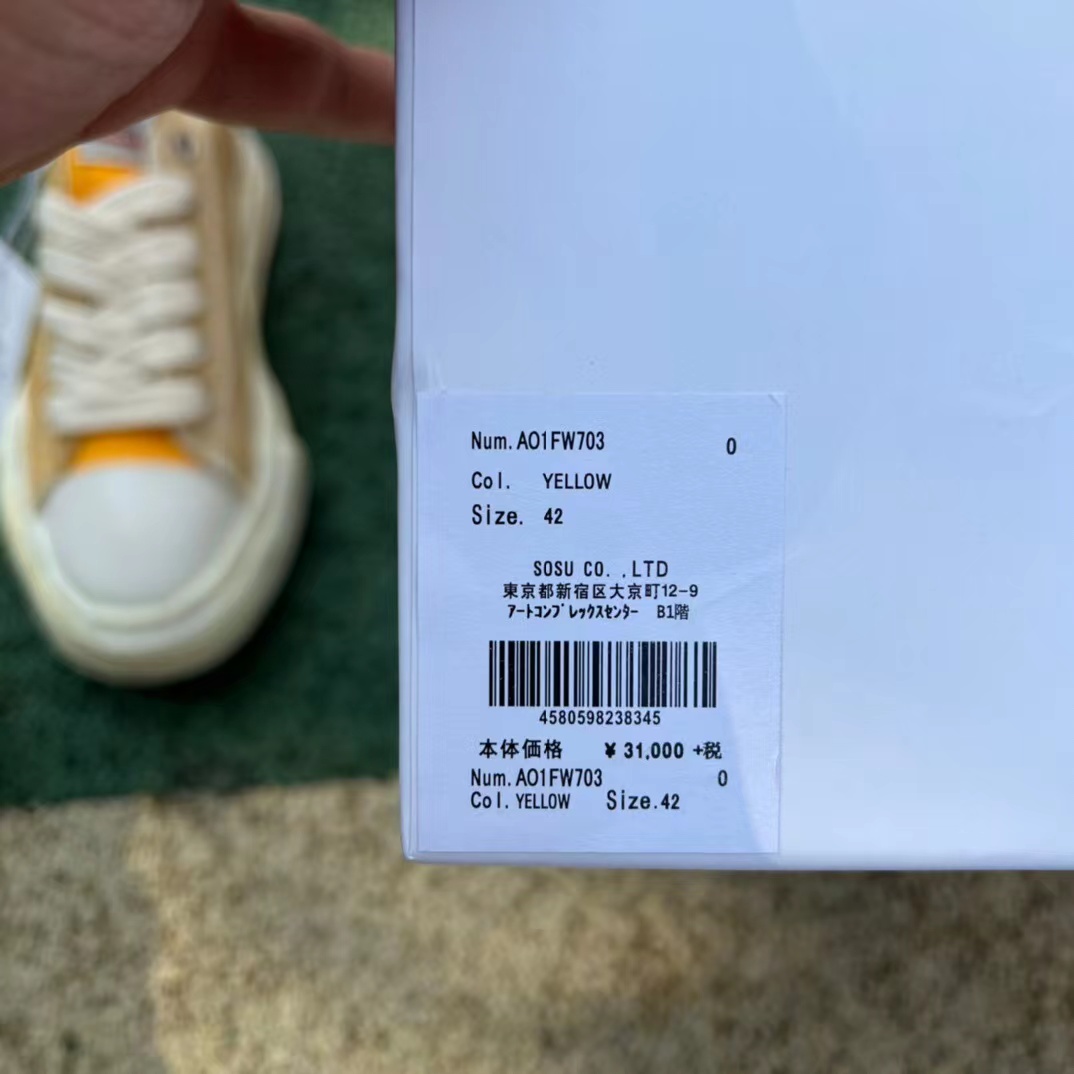 Num. A01FW703 0
Col. YELLOW
Size. 42
SOSU CO. ,LTD
東京都新宿区大京町12-9
アートコンプレックスセンター B1階
4580598238345
本体価格 ¥ 31,000 +税
Num. A01FW703 0
Col. YELLOW Size. 42